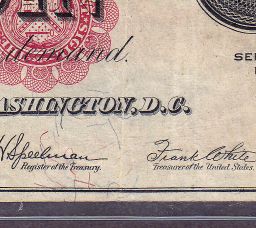 demand.
SE
WASHINGTON, D.C.
H.V. Speelman Frank White
Register of the Treasury. Treasurer of the United States.